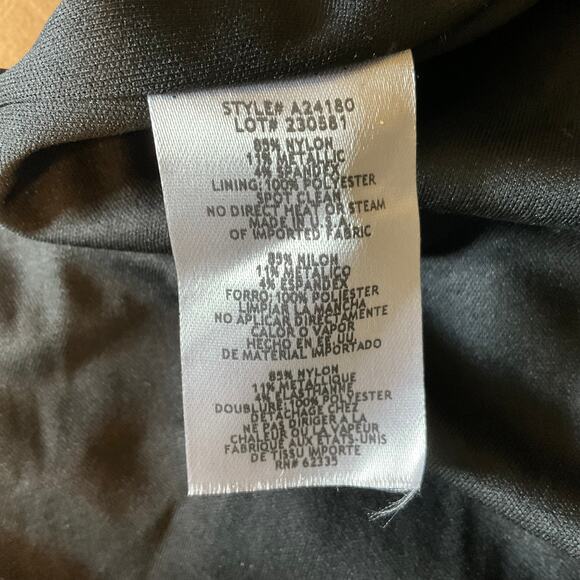 STYLE# A24180
LOT# 230581
85% NYLON
11% METALLIC
4% SPANDEX
LINING: 100% POLYESTER
SPOT CLEAN
NO DIRECT HEAT OR STEAM
MADE IN U.S.A.
OF IMPORTED FABRIC
85% NILON
11% METALICO
4% ESPANDEX
FORRO: 100% POLIESTER
LIMPIAR LA MANCHA
NO APLICAR DIRECTAMENTE
CALOR O VAPOR
HECHO EN EE UU
DE MATERIAL IMPORTADO
85% NYLON
11% METALLIQUE
4% ELASTHANNE
DOUBLURE: 100% POLYESTER
DETACHAGE CHEZ
NE PAS DIRIGER A LA
CHALEUR OU LA VAPEUR
FABRIQUE AUX ETATS-UNIS
DE TISSU IMPORTE
RN# 62335